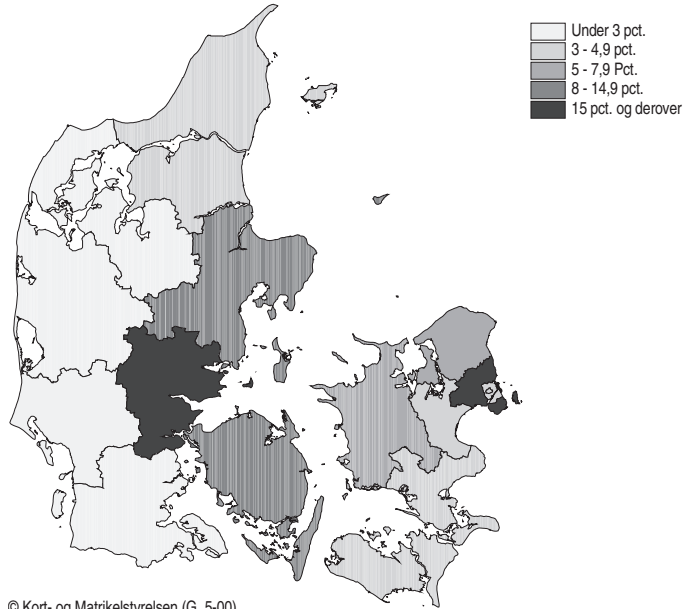 Under 3 pct.
3 - 4,9 pct.
5 - 7,9 Pct.
8 - 14,9 pct.
15 pct. og derover
© Kort- og Matrikelstyrelsen (G. 5-00)